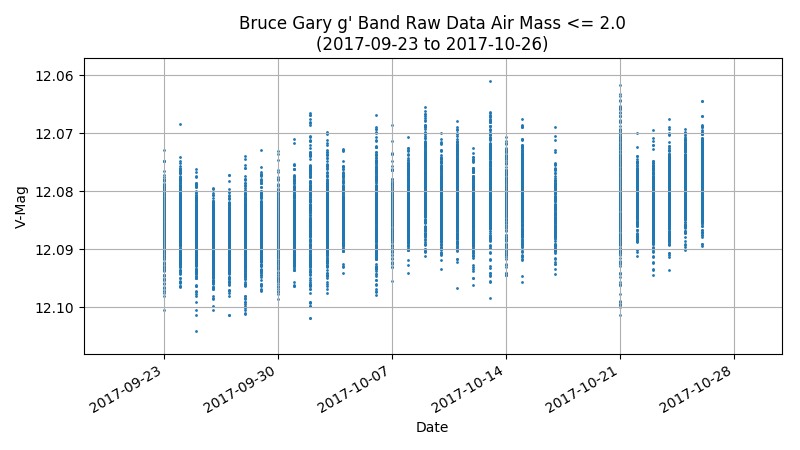 Bruce Gary g' Band Raw Data Air Mass <= 2.0
(2017-09-23 to 2017-10-26)
12.06
12.07
12.08
12.09
12.10
V-Mag
2017-09-23
2017-09-30
2017-10-07
2017-10-14
2017-10-21
2017-10-28
Date